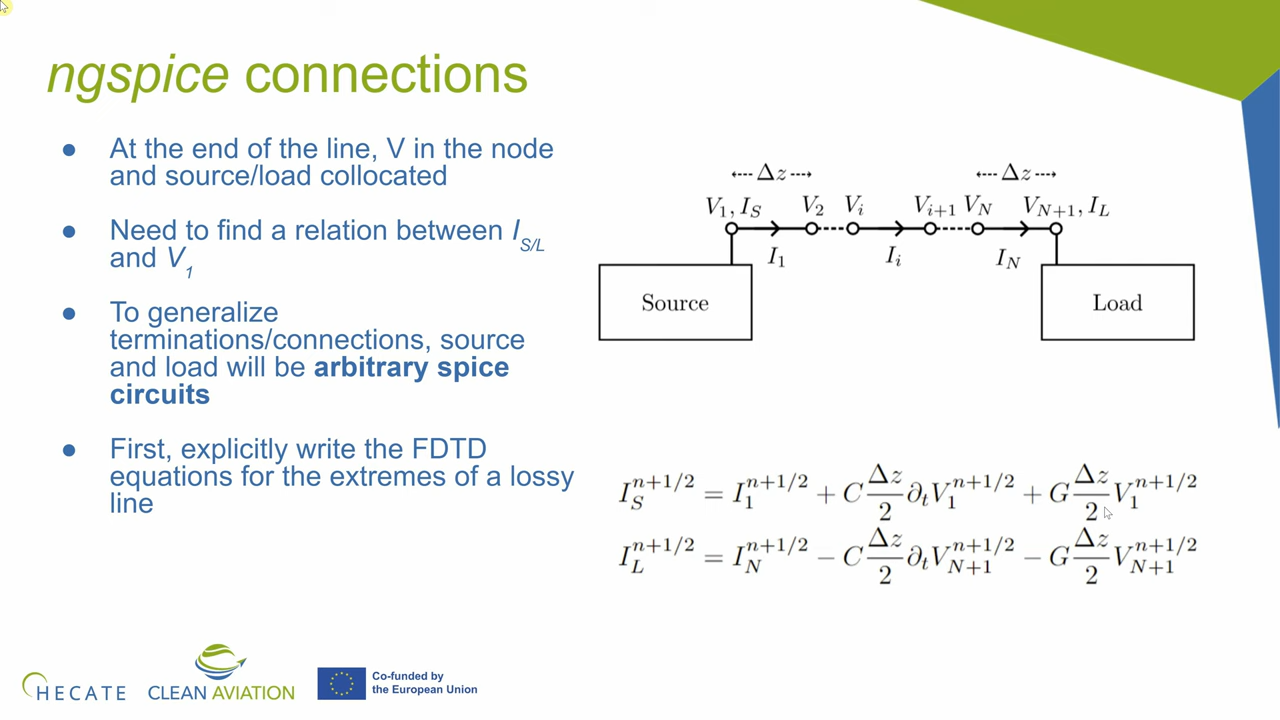 ngspice connections
● At the end of the line, V in the node
and source/load collocated
● Need to find a relation between I_{S/L}
and V_1
● To generalize
terminations/connections, source
and load will be arbitrary spice
circuits
● First, explicitly write the FDTD
equations for the extremes of a lossy
line
Δz Δz
V_1, I_S V_2 V_i V_{i+1} V_N V_{N+1}, I_L
I_1 I_i I_N
Source Load
I_S^{n+1/2} = I_1^{n+1/2} + C \frac{Δz}{2} ∂_t V_1^{n+1/2} + G \frac{Δz}{2} V_1^{n+1/2}
I_L^{n+1/2} = I_N^{n+1/2} − C \frac{Δz}{2} ∂_t V_{N+1}^{n+1/2} − G \frac{Δz}{2} V_{N+1}^{n+1/2}
HECATE
CLEAN AVIATION
Co-funded by
the European Union